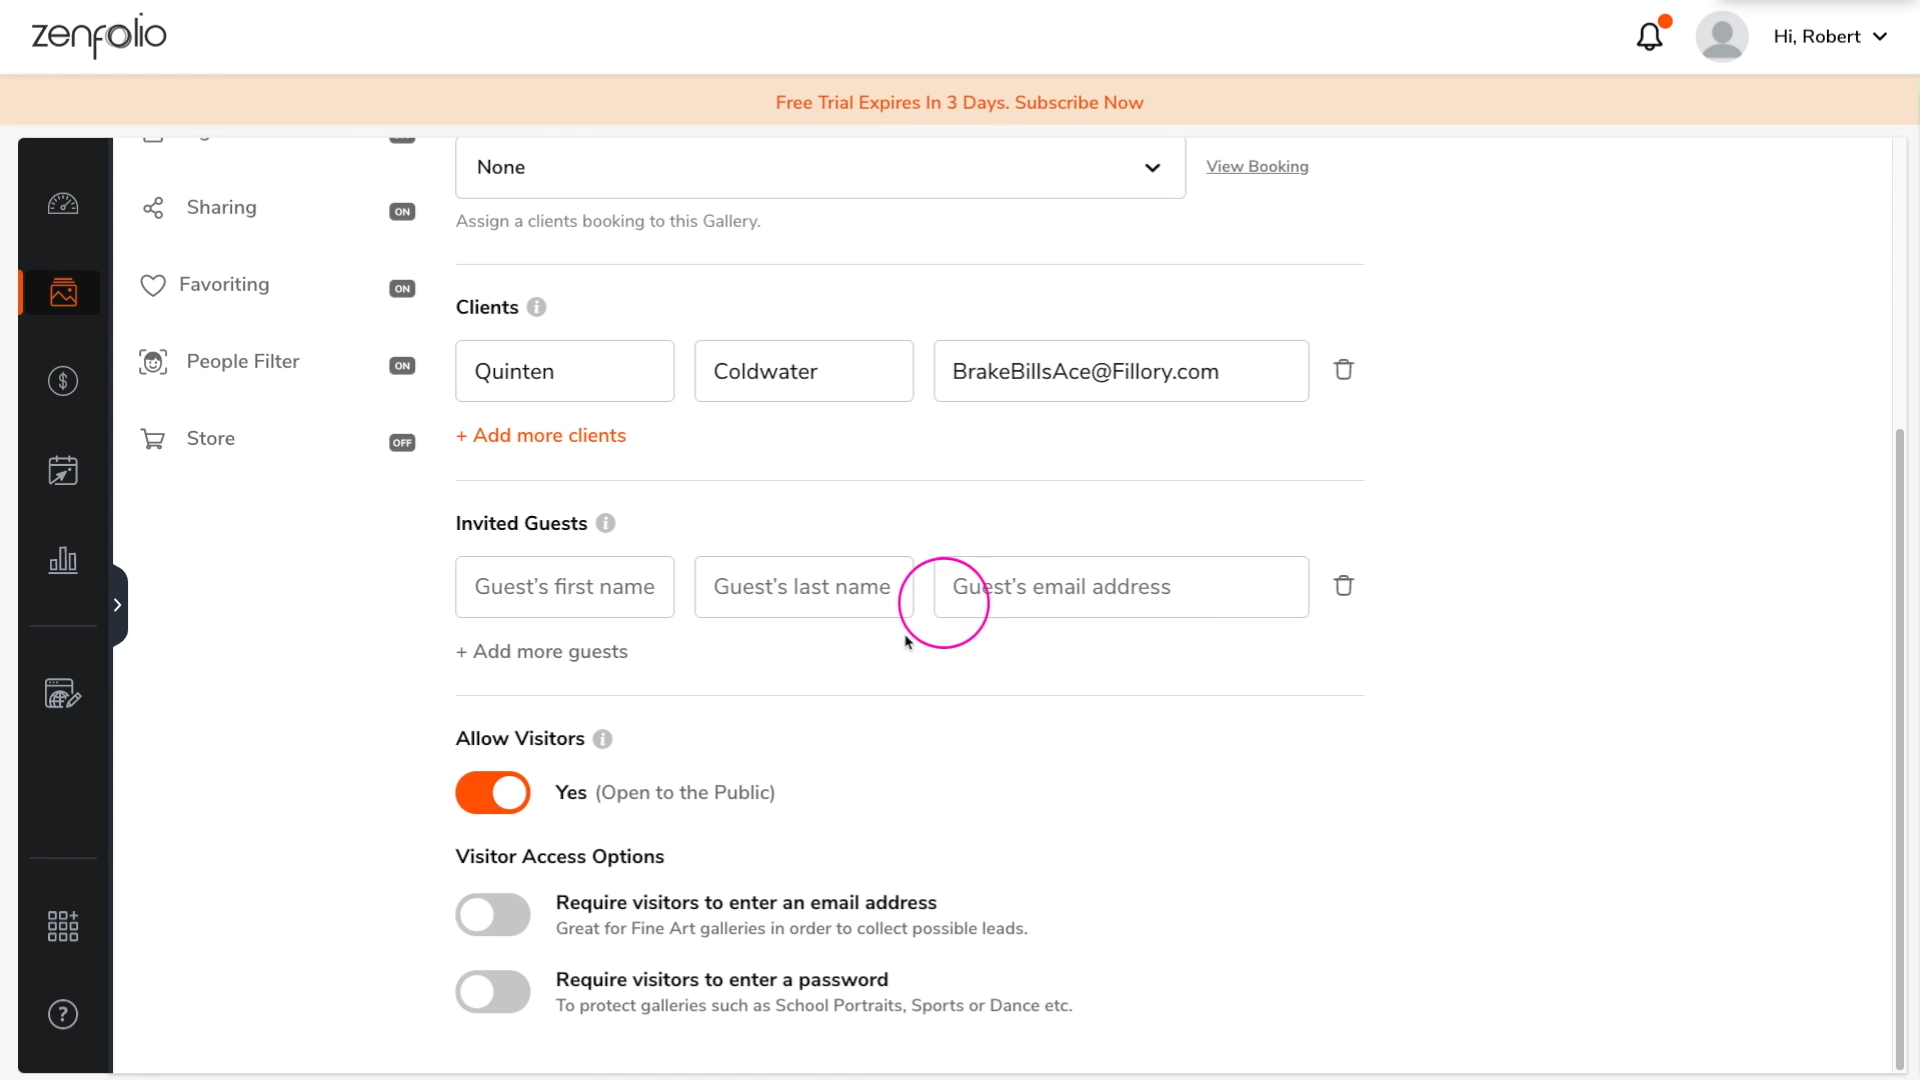 zenfolio
Hi, Robert
Free Trial Expires In 3 Days. Subscribe Now
None
View Booking
Assign a clients booking to this Gallery.
Sharing
ON
Favoriting
ON
People Filter
ON
Store
OFF
Clients
Quinten
Coldwater
BrakeBillsAce@Fillory.com
+ Add more clients
Invited Guests
Guest's first name
Guest's last name
Guest's email address
+ Add more guests
Allow Visitors
Yes (Open to the Public)
Visitor Access Options
Require visitors to enter an email address
Great for Fine Art galleries in order to collect possible leads.
Require visitors to enter a password
To protect galleries such as School Portraits, Sports or Dance etc.